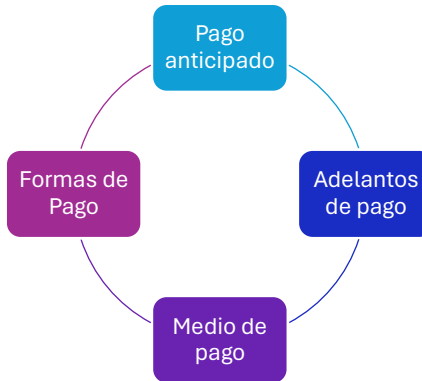 Pago
anticipado
Adelantos
de pago
Medio de
pago
Formas de
Pago